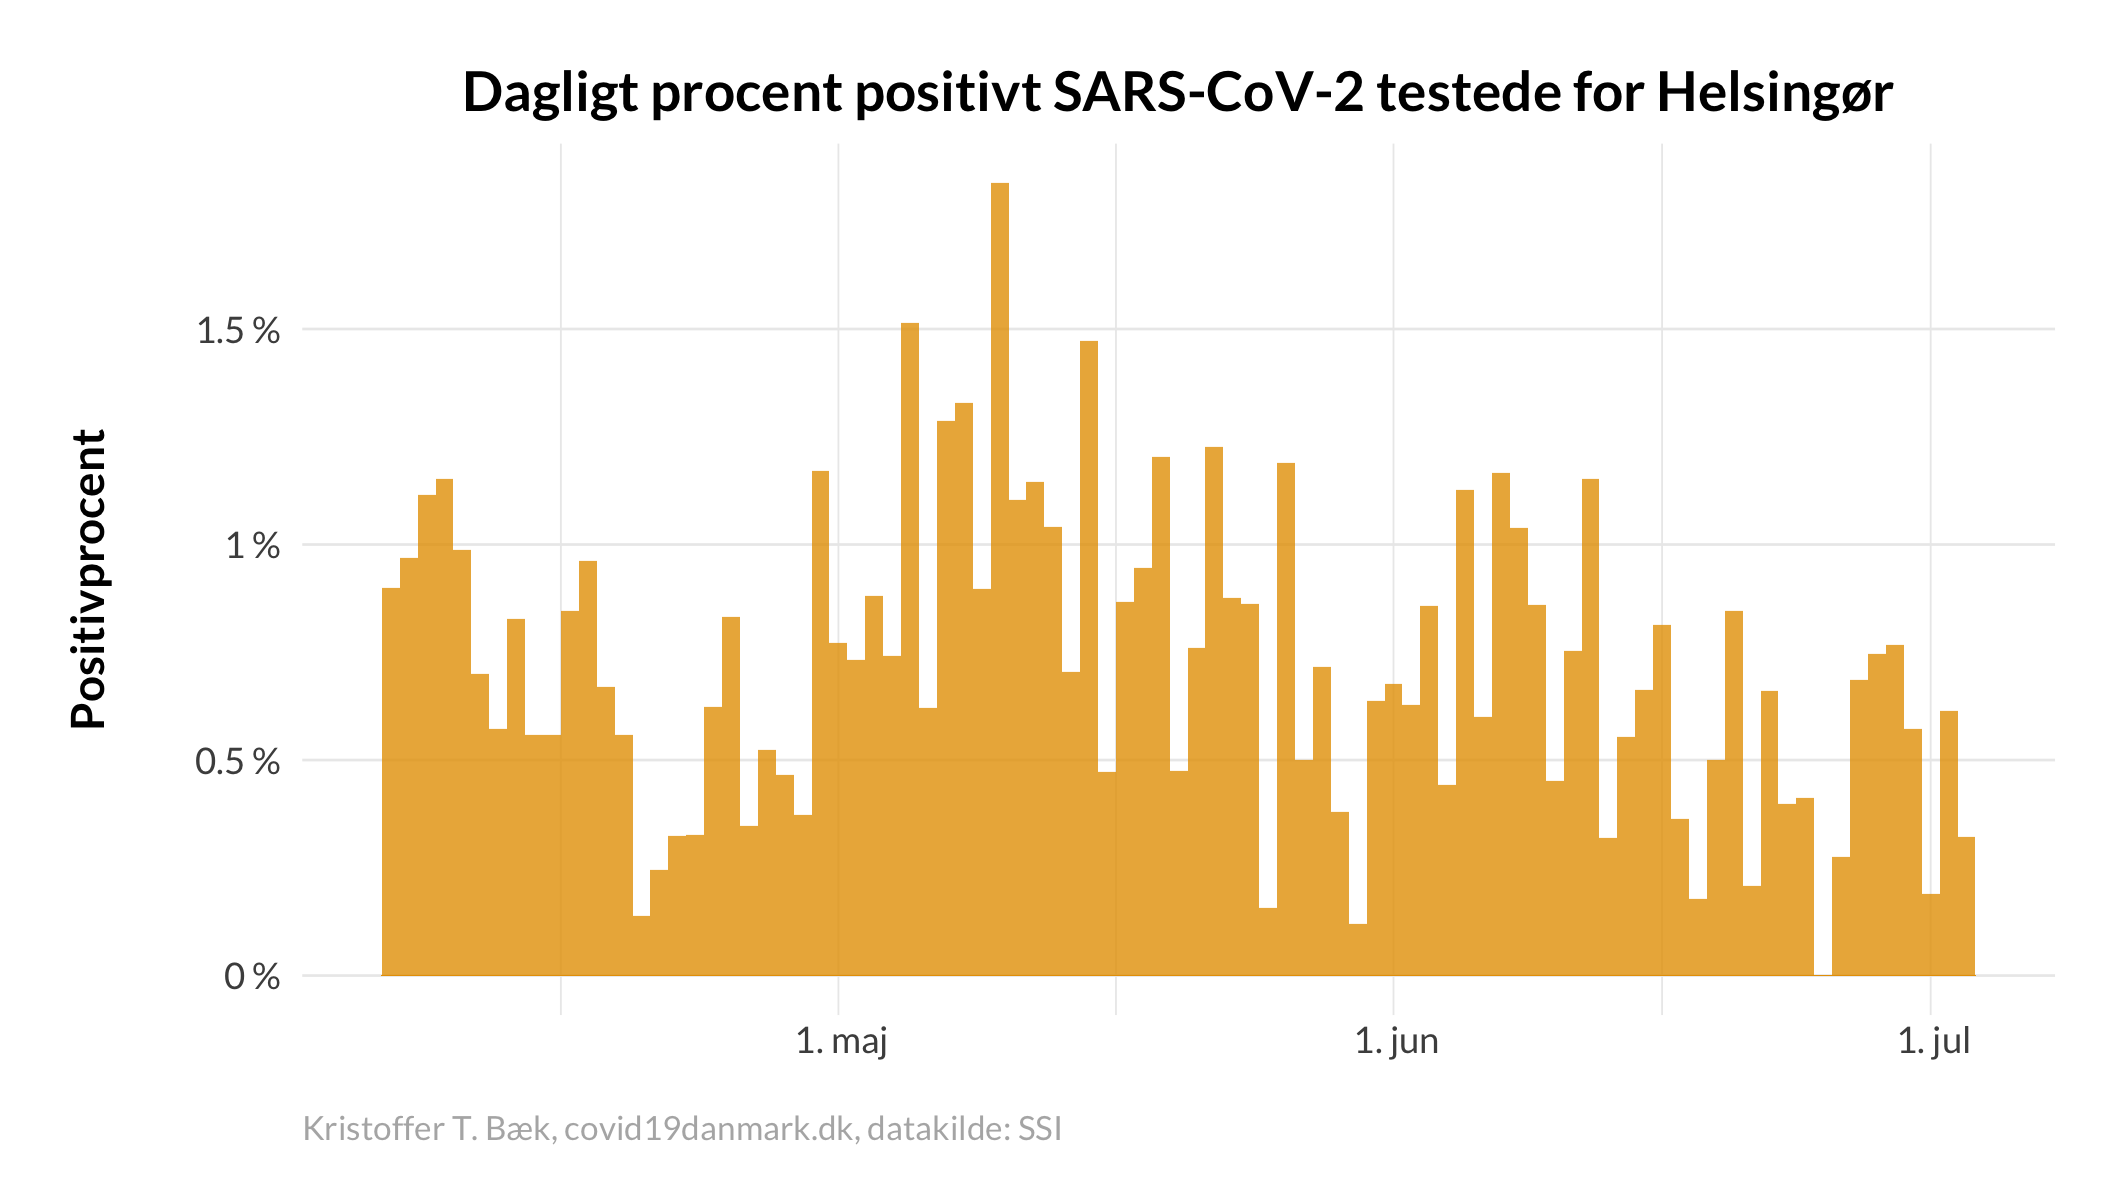 Dagligt procent positivt SARS-CoV-2 testede for Helsingør
Positivprocent
1.5 %
1 %
0.5 %
0 %
1. maj
1. jun
1. jul
Kristoffer T. Bæk, covid19danmark.dk, datakilde: SSI